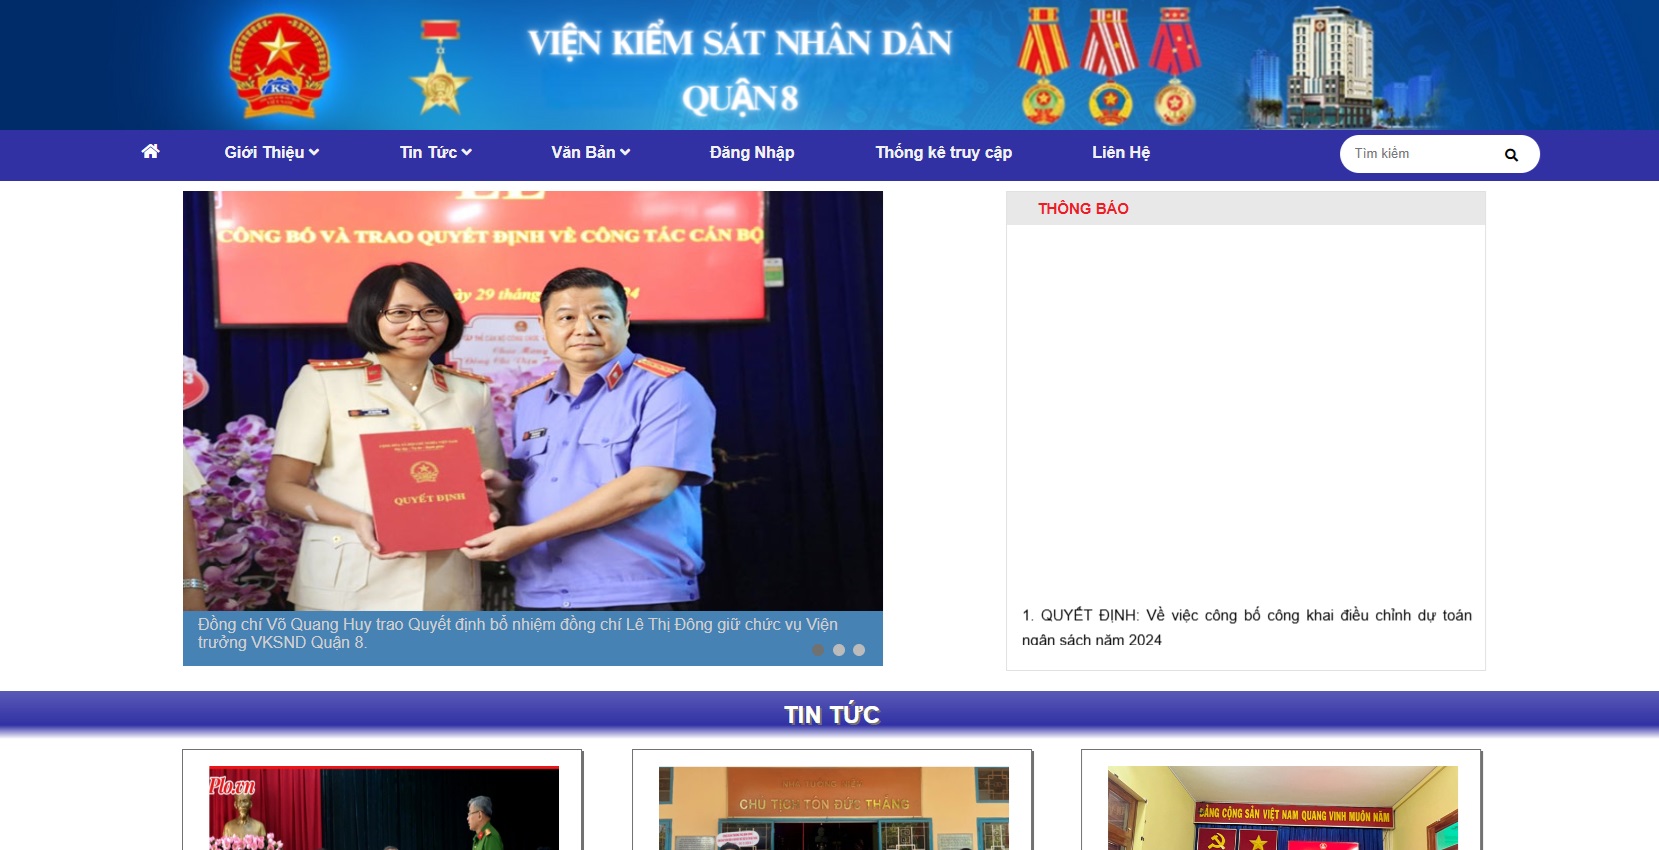 VIỆN KIỂM SÁT NHÂN DÂN
QUẬN 8
KS
Giới Thiệu
Tin Tức
Văn Bản
Đăng Nhập
Thống kê truy cập
Liên Hệ
Tìm kiếm
LỄ
CÔNG BỐ VÀ TRAO QUYẾT ĐỊNH VỀ CÔNG TÁC CÁN BỘ
29 tháng
QUYẾT ĐỊNH
Đồng chí Võ Quang Huy trao Quyết định bổ nhiệm đồng chí Lê Thị Đông giữ chức vụ Viện
trưởng VKSND Quận 8.
THÔNG BÁO
1. QUYẾT ĐỊNH: Về việc công bố công khai điều chỉnh dự toán
ngân sách năm 2024
TIN TỨC
Plo.vn
CHỦ TỊCH TÔN ĐỨC THẮNG
ĐẢNG CỘNG SẢN VIỆT NAM QUANG VINH MUÔN NĂM